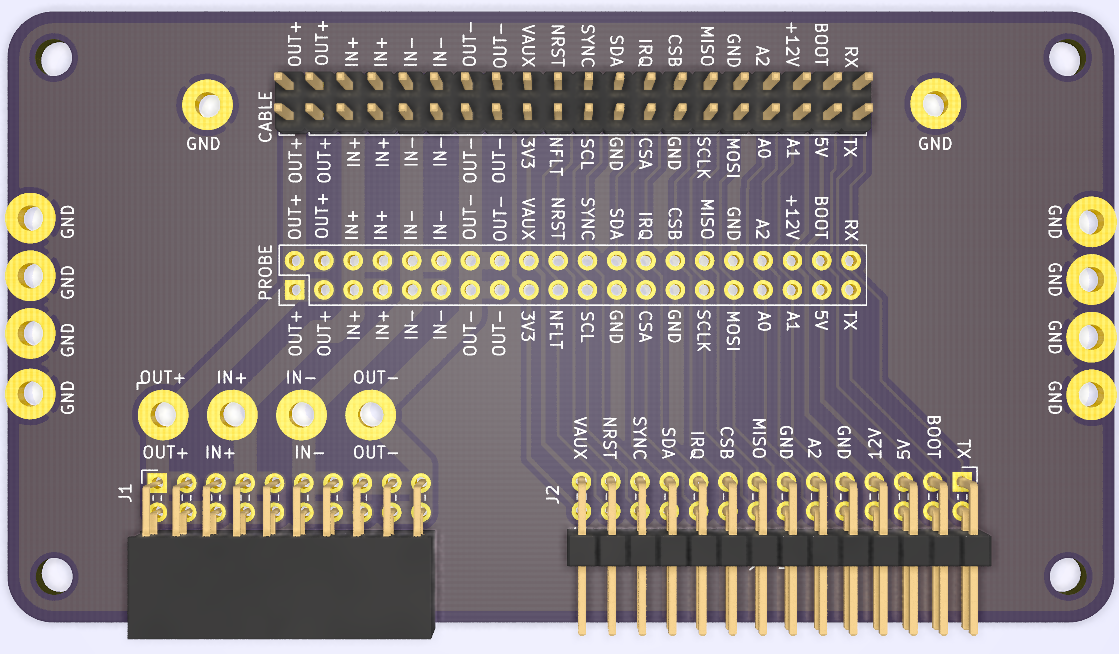 OUT+ OUT+ IN+ IN+ IN- IN- OUT- OUT- VAUX NRST SYNC SDA IRQ CSB MISO GND A2 +12V BOOT RX
CABLE
GND
GND
OUT+ OUT+ IN+ IN+ IN- IN- OUT- OUT- 3V3 NFLT SCL GND CSA GND SCLK MOSI A0 A1 5V TX
OUT+ OUT+ IN+ IN+ IN- IN- OUT- OUT- VAUX NRST SYNC SDA IRQ CSB MISO GND A2 +12V BOOT RX
PROBE
OUT+ OUT+ IN+ IN+ IN- IN- OUT- OUT- 3V3 NFLT SCL GND CSA GND SCLK MOSI A0 A1 5V TX
GND
GND
GND
GND
GND
GND
GND
GND
OUT+ IN+ IN- OUT-
OUT+ IN+ IN- OUT-
J1
VAUX NRST SYNC SDA IRQ CSB MISO GND A2 GND 12V 5V BOOT TX
J2